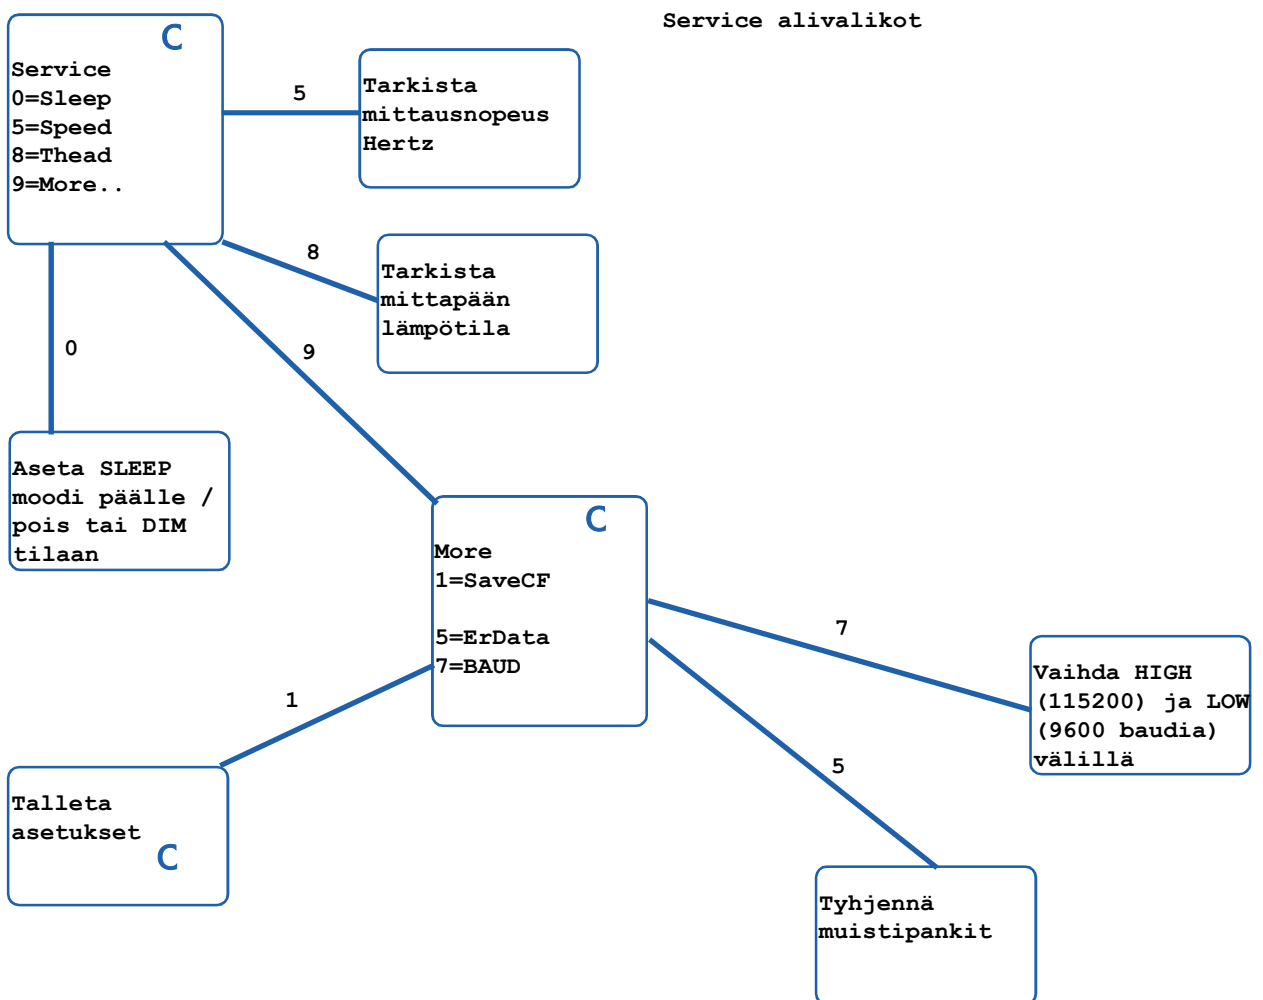 Service alivalikot
C
Service
0=Sleep
5=Speed
8=Thead
9=More..
5
Tarkista
mittausnopeus
Hertz
8
Tarkista
mittapään
lämpötila
0
9
Aseta SLEEP
moodi päälle /
pois tai DIM
tilaan
C
More
1=SaveCF
5=ErData
7=BAUD
7
Vaihda HIGH
(115200) ja LOW
(9600 baudia)
välillä
1
5
Talleta
asetukset
C
Tyhjennä
muistipankit